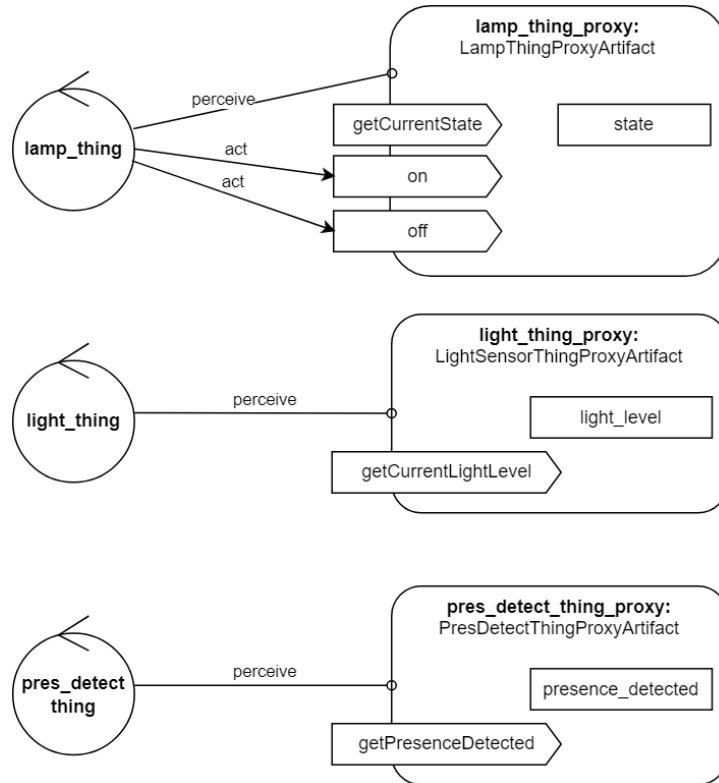 lamp_thing_proxy:
LampThingProxyArtifact
perceive
getCurrentState
state
lamp_thing
act
on
act
off
light_thing_proxy:
LightSensorThingProxyArtifact
perceive
light_level
light_thing
getCurrentLightLevel
pres_detect_thing_proxy:
PresDetectThingProxyArtifact
perceive
presence_detected
pres_detect
thing
getPresenceDetected